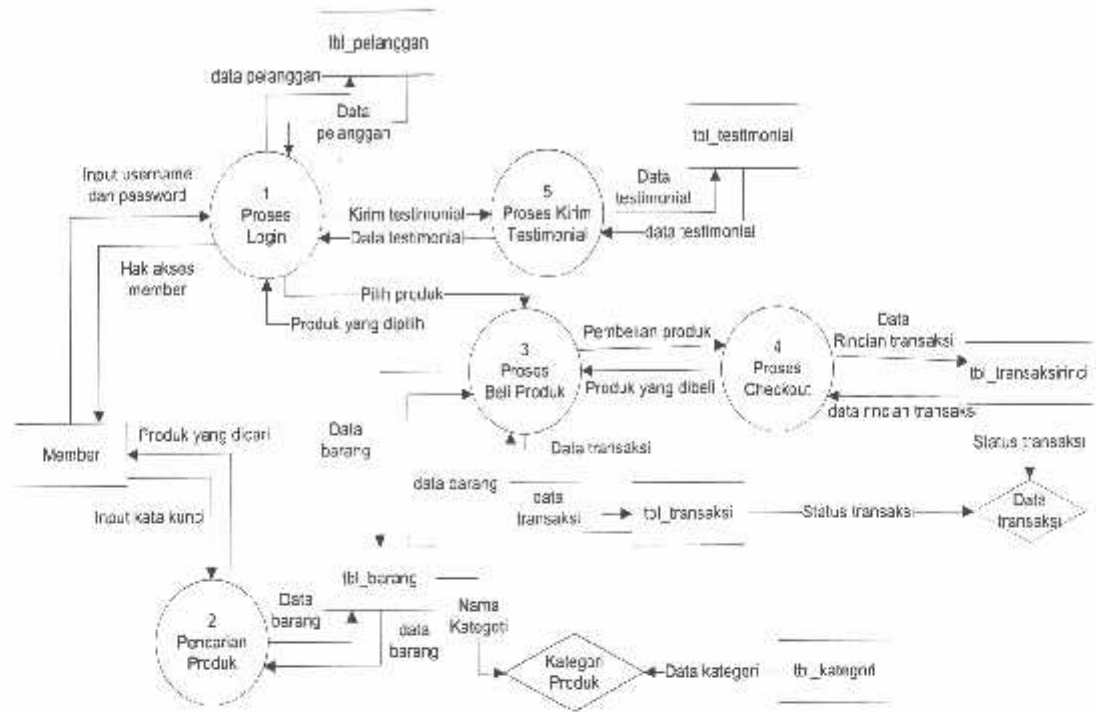 tbl_pelanggan
data pelanggan
Data
pelanggan
tbl_testimonial
Input username
dan password
1
Proses
Login
Kirim testimonial
Data testimonial
5
Proses Kirim
Testimonial
Data
testimonial
data testimonial
Hak akses
member
Pilih produk
Produk yang dipilih
3
Proses
Beli Produk
Pembelian produk
Produk yang dibeli
4
Proses
Checkout
Data
Rincian transaksi
tbl_transaksirinci
data rincian transaksi
Member
Produk yang dicari
Input kata kunci
Data
barang
Data transaksi
data barang
data
transaksi
tbl_transaksi
Status transaksi
Status transaksi
Data
transaksi
tbl_barang
2
Pencarian
Produk
Data
barang
data
barang
Nama
Kategori
Kategori
Produk
Data kategori
tbl_kategori